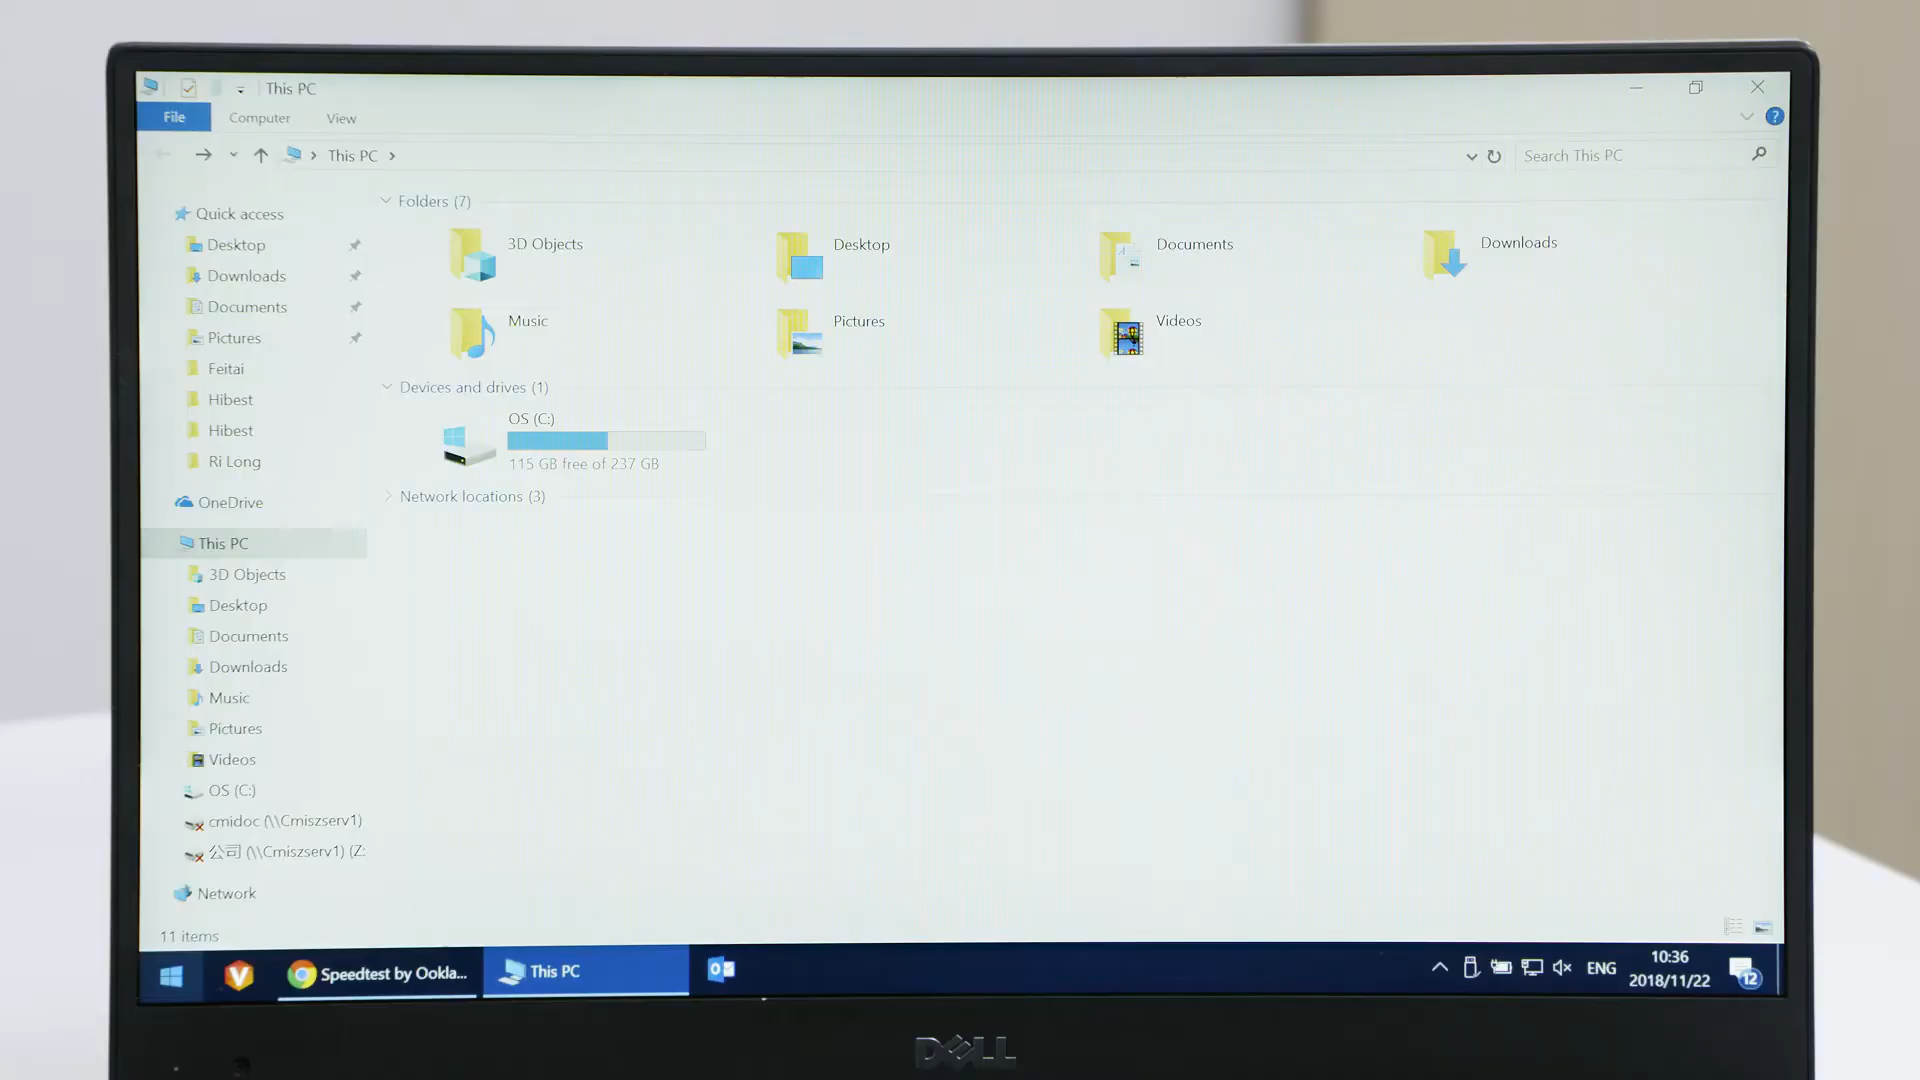 This PC
File
Computer
View
This PC
Search This PC
Quick access
Desktop
Downloads
Documents
Pictures
Feitai
Hibest
Hibest
Ri Long
OneDrive
This PC
3D Objects
Desktop
Documents
Downloads
Music
Pictures
Videos
OS (C:)
cmidoc (\\Cmiszserv1)
公司 (\\Cmiszserv1) (Z:
Network
11 items
Folders (7)
3D Objects
Desktop
Documents
Downloads
Music
Pictures
Videos
Devices and drives (1)
OS (C:)
115 GB free of 237 GB
Network locations (3)
Speedtest by Ookla...
This PC
ENG
10:36
2018/11/22
12
DELL